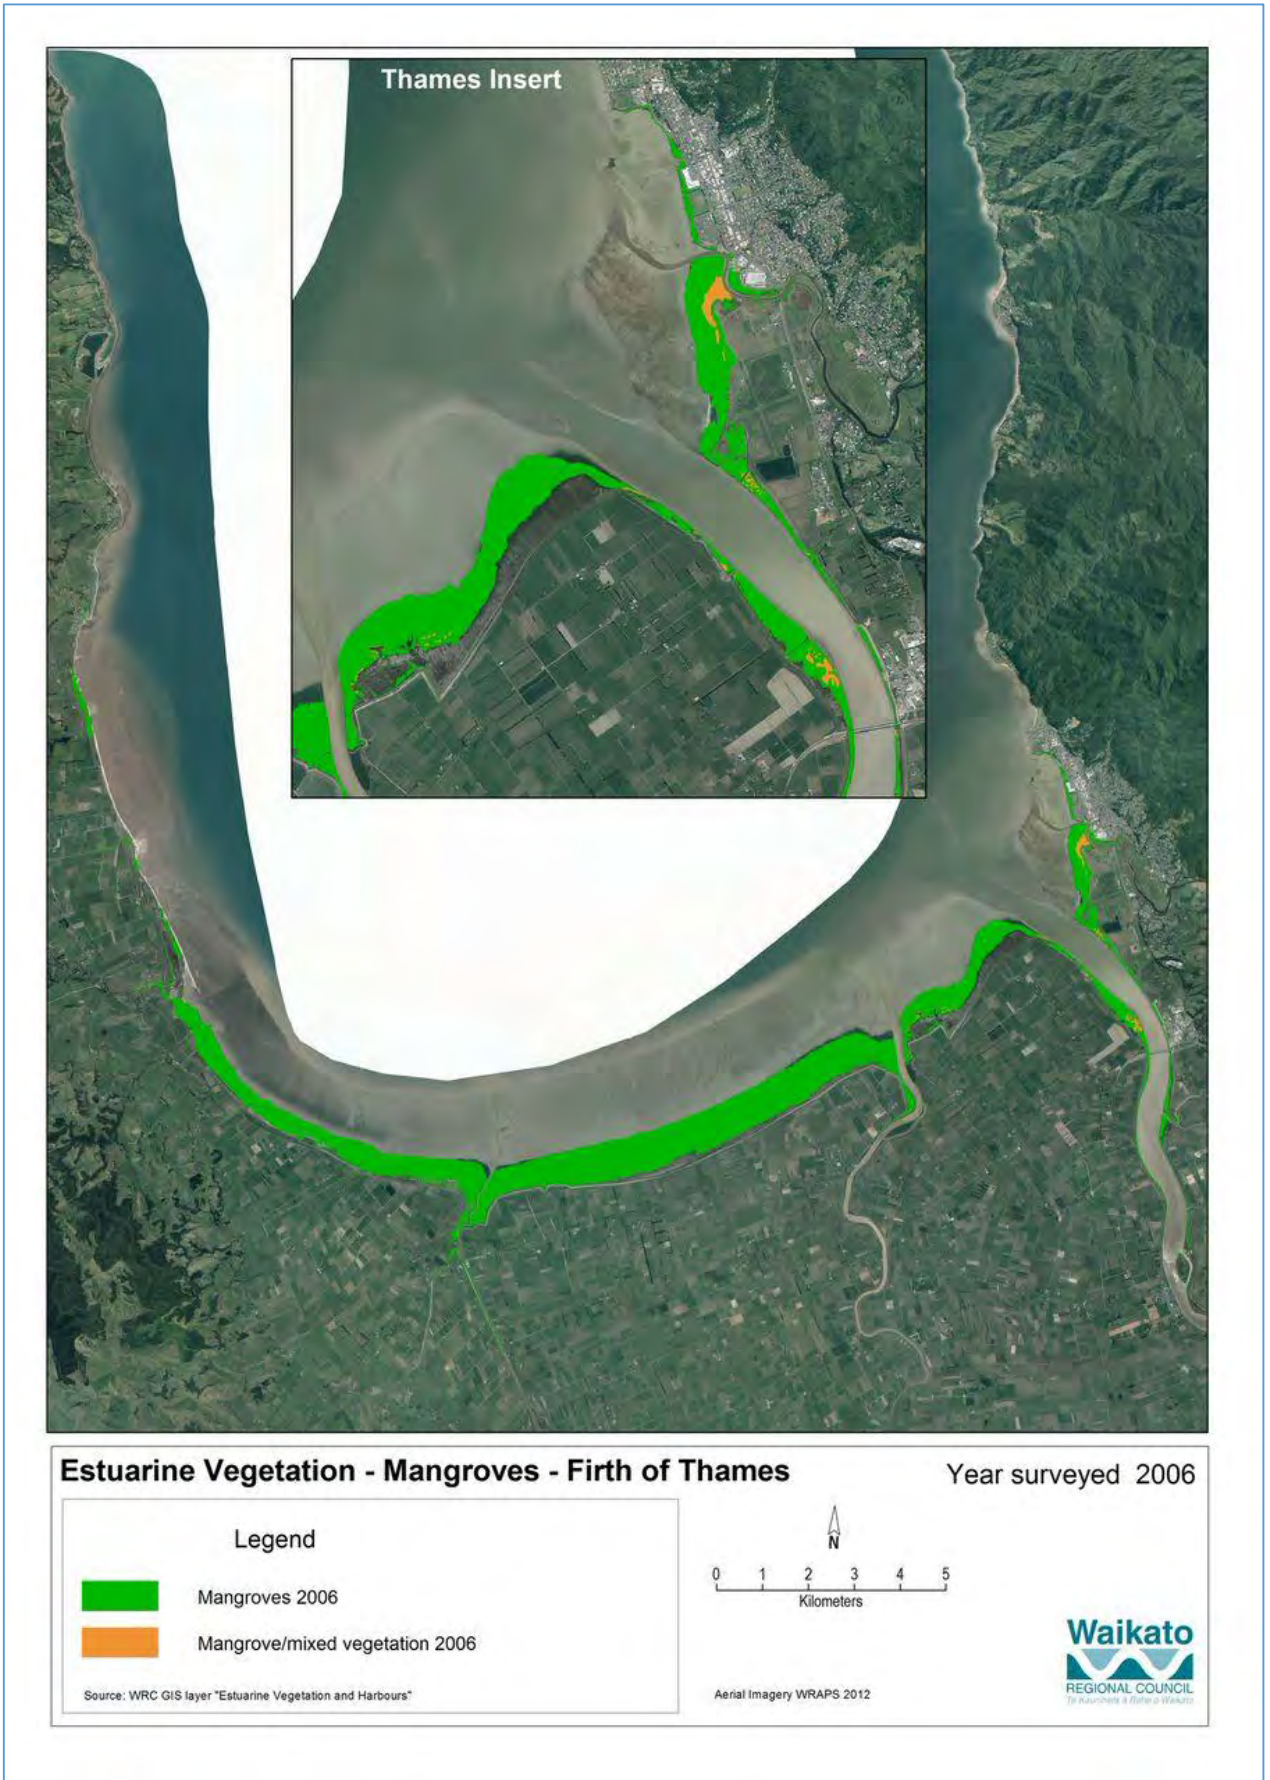 Thames Insert
Estuarine Vegetation - Mangroves - Firth of Thames
Year surveyed 2006
Legend
Mangroves 2006
Mangrove/mixed vegetation 2006
Source: WRC GIS layer "Estuarine Vegetation and Harbours"
N
0 1 2 3 4 5
Kilometers
Aerial Imagery WRAPS 2012
Waikato
REGIONAL COUNCIL